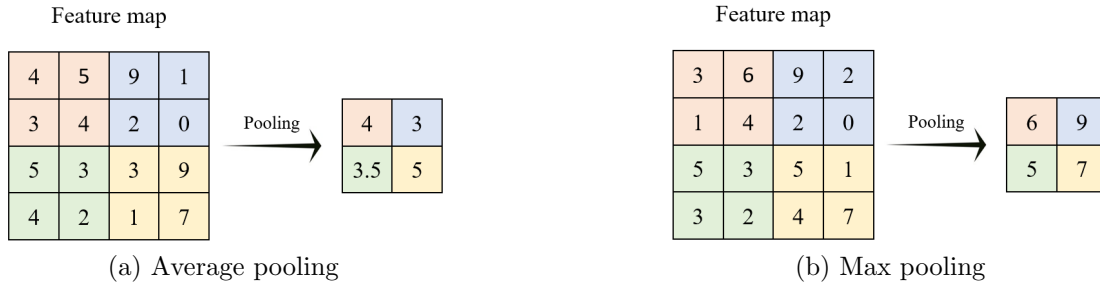 Feature map
4 5 9 1
3 4 2 0
5 3 3 9
4 2 1 7
Pooling
4 3
3.5 5
(a) Average pooling
Feature map
3 6 9 2
1 4 2 0
5 3 5 1
3 2 4 7
Pooling
6 9
5 7
(b) Max pooling